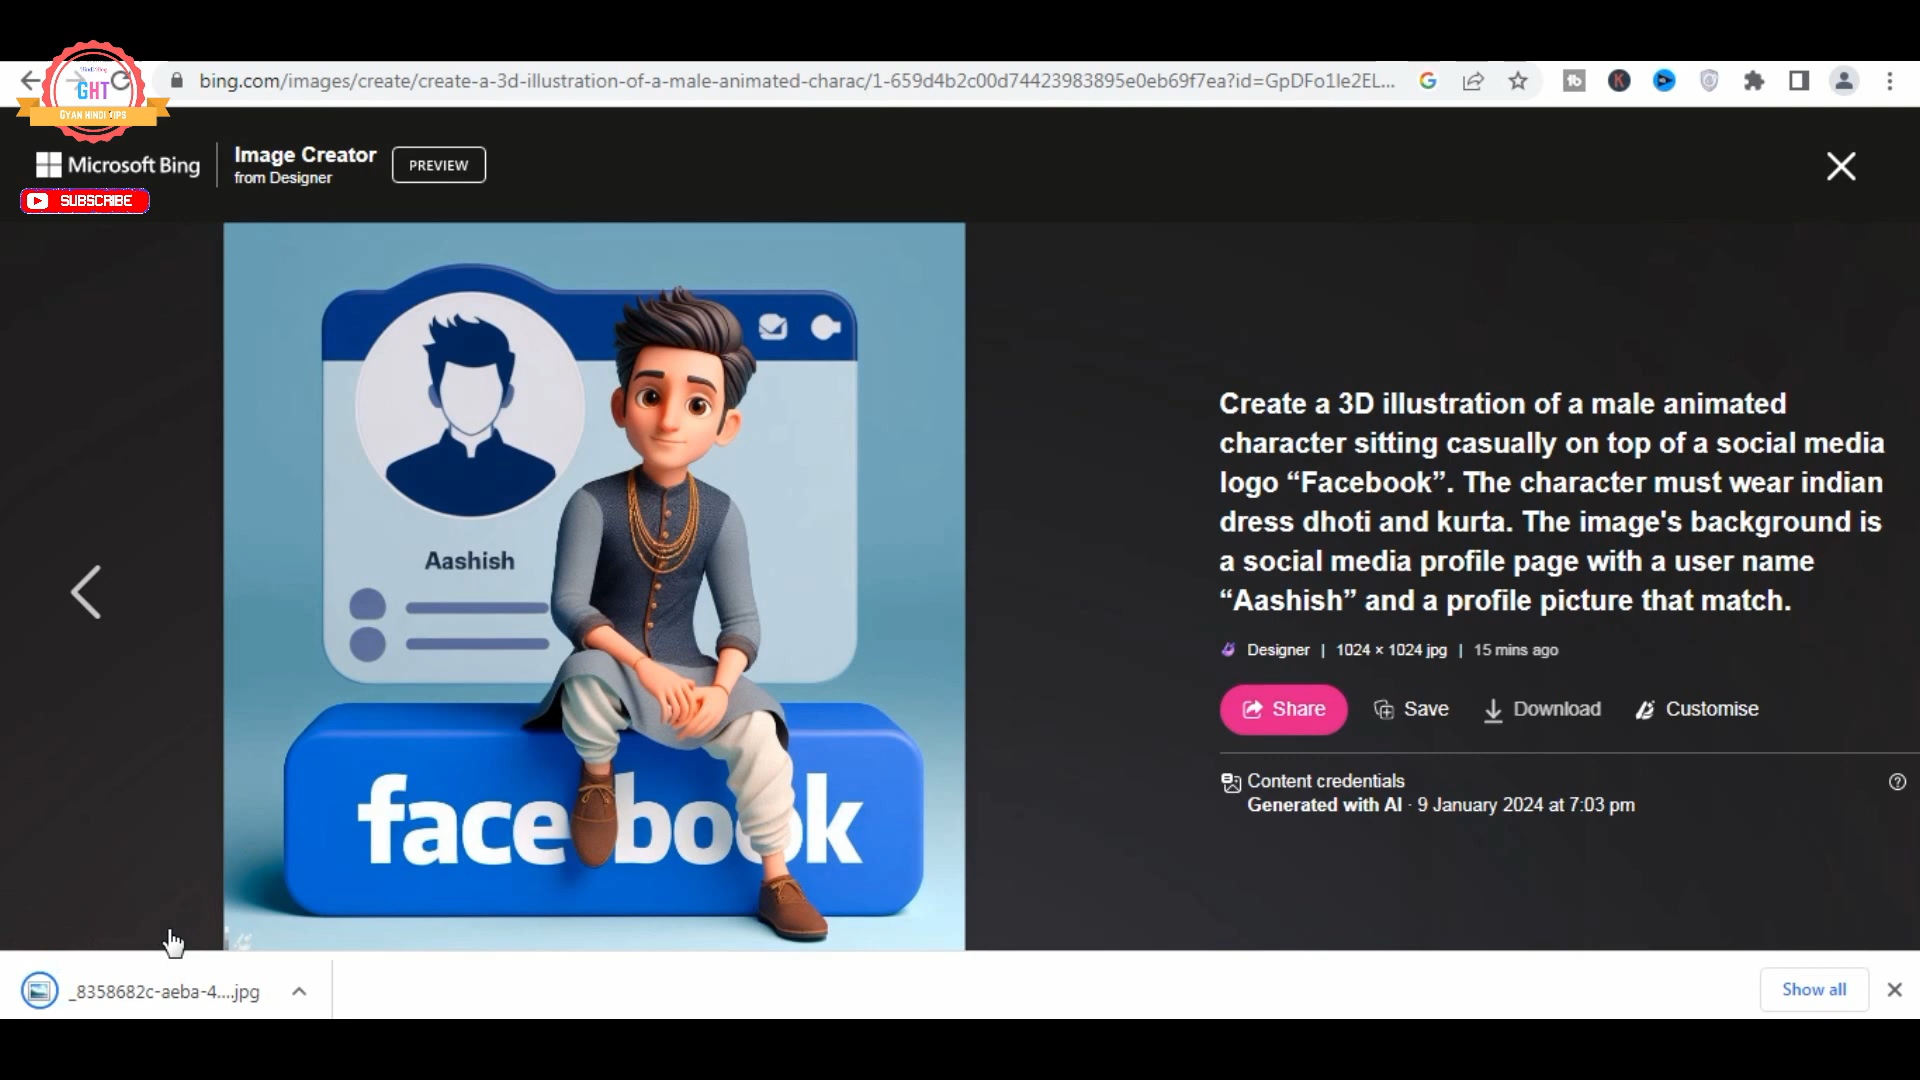 bing.com/images/create/create-a-3d-illustration-of-a-male-animated-charac/1-659d4b2c00d74423983895e0eb69f7ea?id=GpDFo1le2EL...
GHT
GYAN HINDI TIPS
Microsoft Bing
Image Creator
from Designer
PREVIEW
SUBSCRIBE
Aashish
facebook
Create a 3D illustration of a male animated
character sitting casually on top of a social media
logo “Facebook”. The character must wear indian
dress dhoti and kurta. The image's background is
a social media profile page with a user name
“Aashish” and a profile picture that match.
Designer | 1024 × 1024 jpg | 15 mins ago
Share Save Download Customise
Content credentials
Generated with AI · 9 January 2024 at 7:03 pm
_8358682c-aeba-4....jpg
Show all